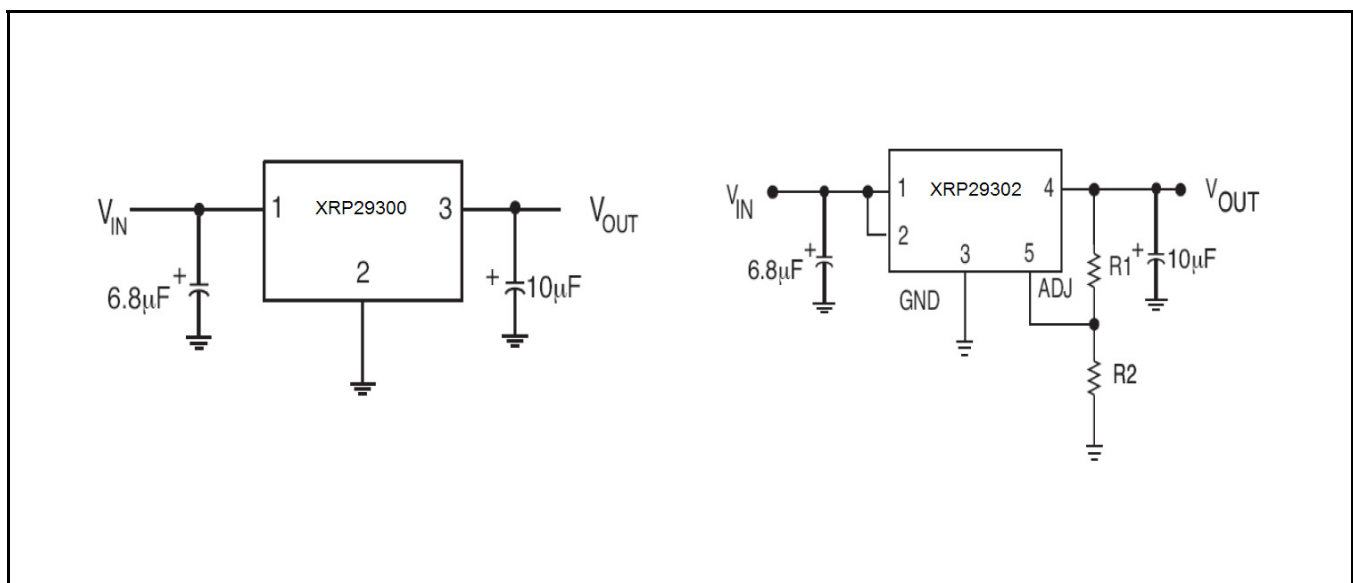 V_IN
1
XRP29300
3
V_OUT
2
6.8µF
+
+
10µF
V_IN
1
XRP29302
4
V_OUT
2
3
5
6.8µF
+
GND
ADJ
R1
+
10µF
R2